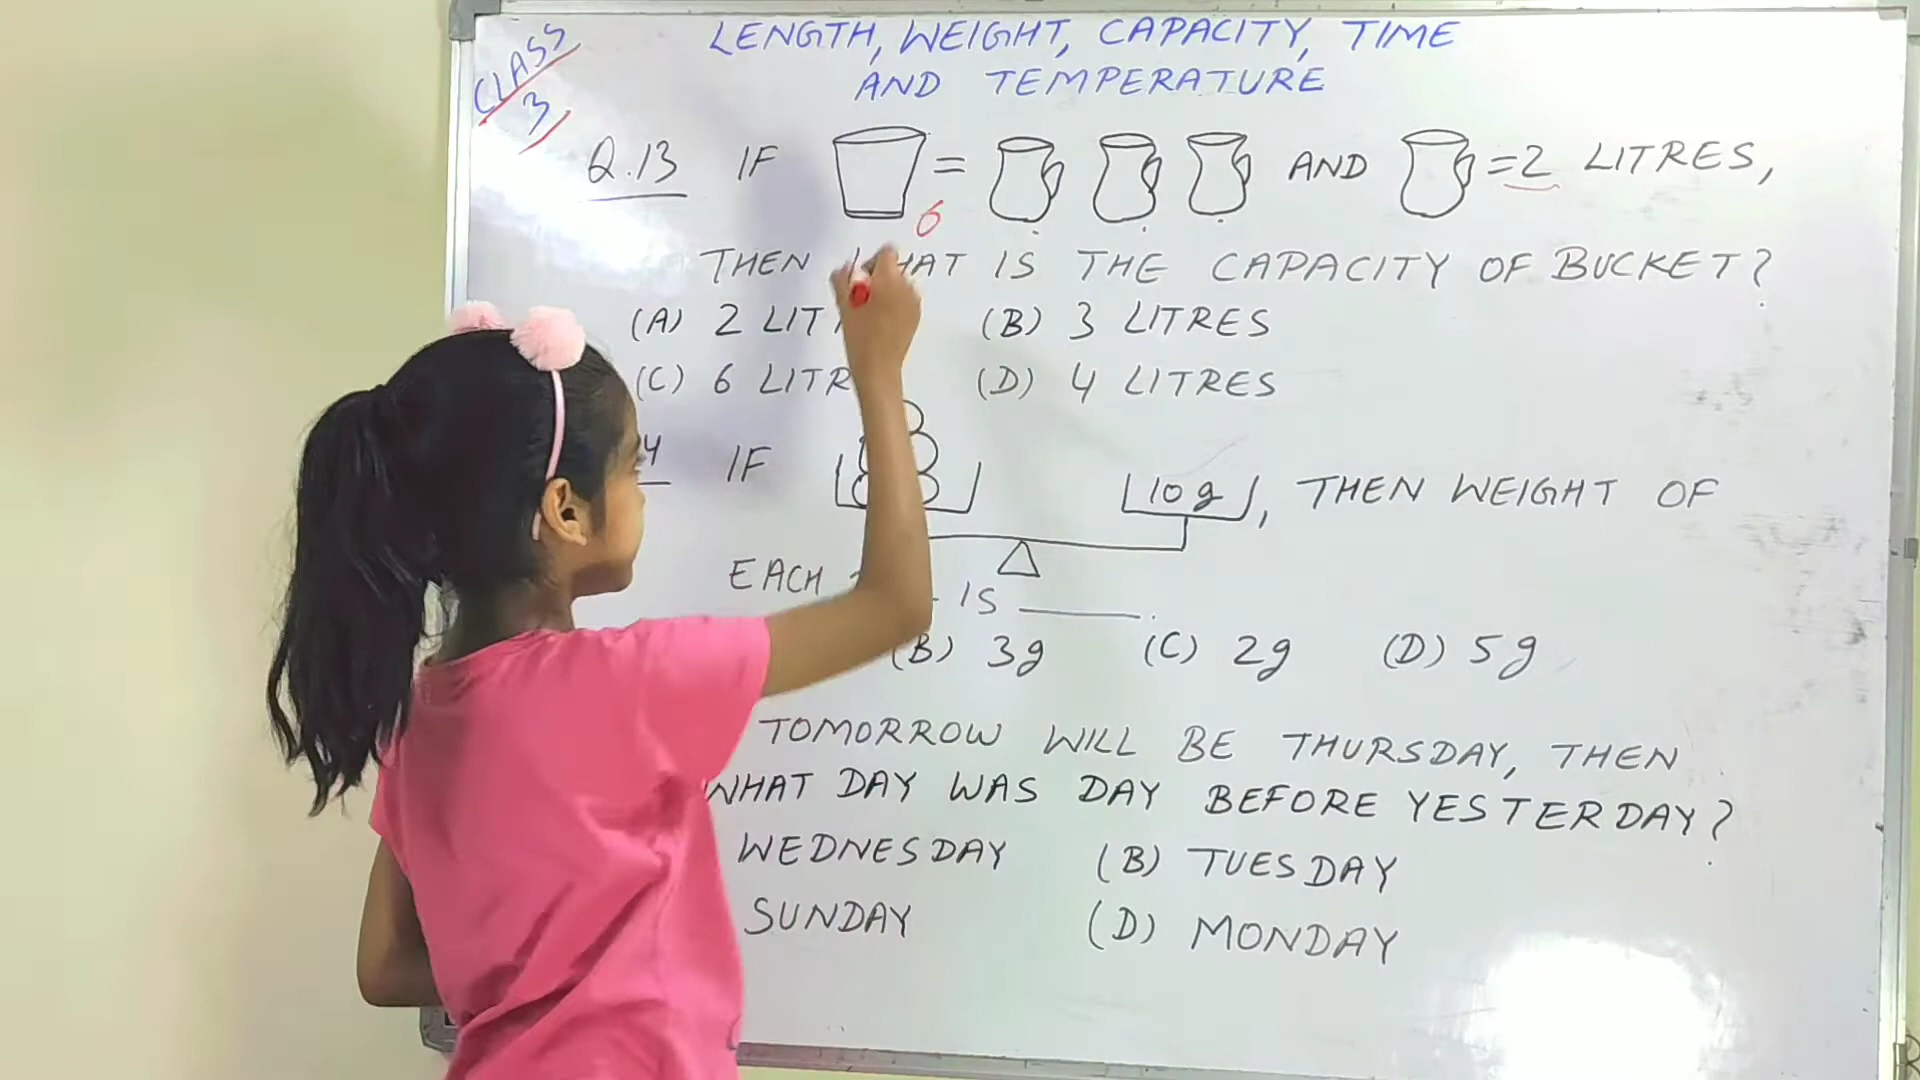 CLASS
3
LENGTH, WEIGHT, CAPACITY, TIME
AND TEMPERATURE
Q.13 IF = AND =2 LITRES,
6
THEN WHAT IS THE CAPACITY OF BUCKET?
(A) 2 LIT (B) 3 LITRES
(C) 6 LITR (D) 4 LITRES
4 IF 10g, THEN WEIGHT OF
EACH IS ______.
(B) 3g (C) 2g (D) 5g
TOMORROW WILL BE THURSDAY, THEN
WHAT DAY WAS DAY BEFORE YESTERDAY?
WEDNESDAY (B) TUESDAY
SUNDAY (D) MONDAY